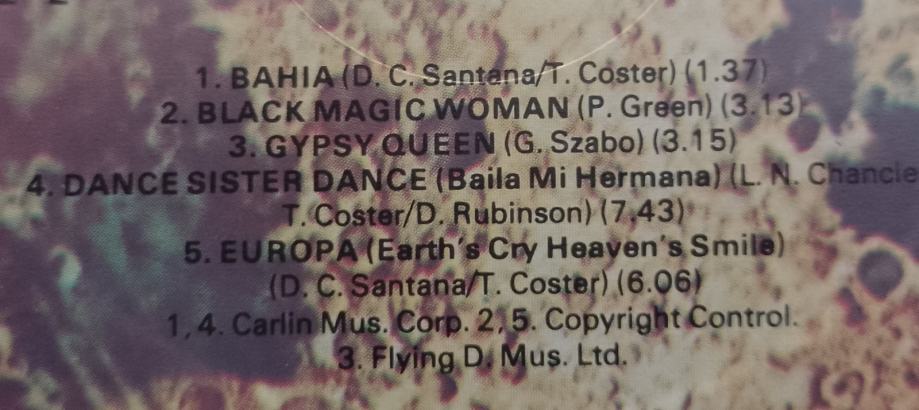 1. BAHIA (D. C. Santana/T. Coster) (1.37)
2. BLACK MAGIC WOMAN (P. Green) (3.13)
3. GYPSY QUEEN (G. Szabo) (3.15)
4. DANCE SISTER DANCE (Baila Mi Hermana) (L. N. Chancle
T. Coster/D. Rubinson) (7.43)
5. EUROPA (Earth's Cry Heaven's Smile)
(D. C. Santana/T. Coster) (6.06)
1, 4. Carlin Mus. Corp. 2, 5. Copyright Control.
3. Flying D. Mus. Ltd.